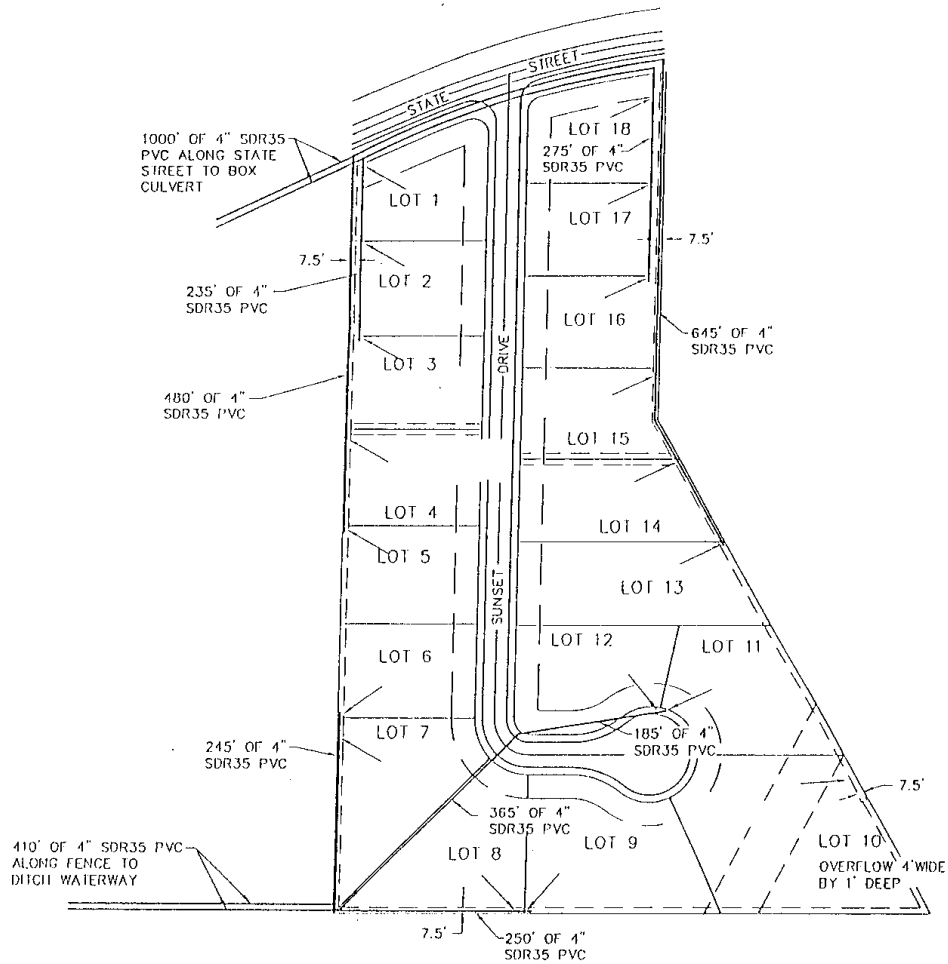 STATE STREET
1000' OF 4" SDR35
PVC ALONG STATE
STREET TO BOX
CULVERT
LOT 18
275' OF 4"
SDR35 PVC
LOT 1
LOT 17
7.5'
7.5'
LOT 2
235' OF 4"
SDR35 PVC
LOT 16
645' OF 4"
SDR35 PVC
LOT 3
DRIVE
480' OF 4"
SDR35 PVC
LOT 15
LOT 4
LOT 14
LOT 5
LOT 13
SUNSET
LOT 12
LOT 11
LOT 6
LOT 7
185' OF 4"
SDR35 PVC
245' OF 4"
SDR35 PVC
7.5'
365' OF 4"
SDR35 PVC
410' OF 4" SDR35 PVC
ALONG FENCE TO
DITCH WATERWAY
LOT 8
LOT 9
LOT 10
OVERFLOW 4'WIDE
BY 1' DEEP
7.5'
250' OF 4"
SDR35 PVC